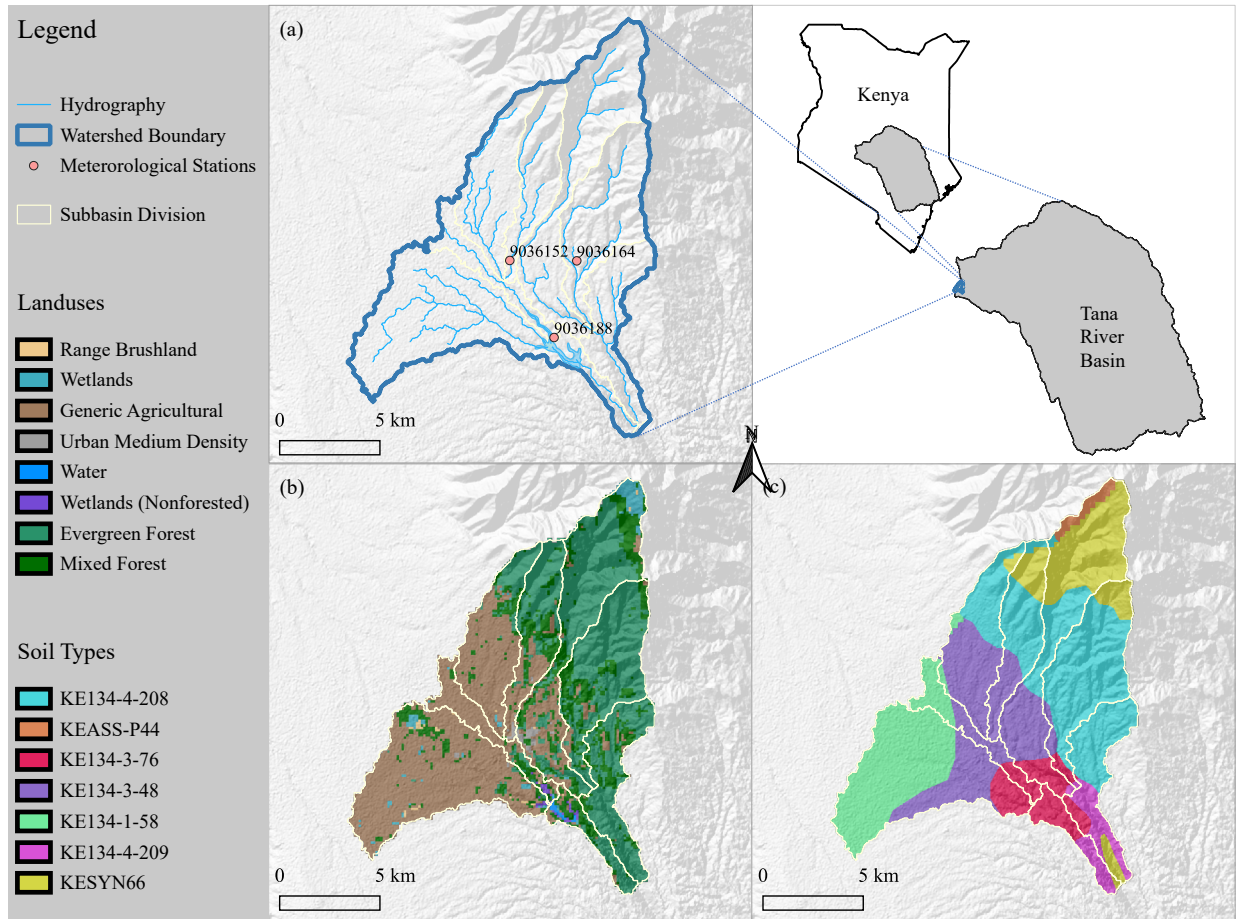 Legend
Hydrography
Watershed Boundary
Meterorological Stations
Subbasin Division
Landuses
Range Brushland
Wetlands
Generic Agricultural
Urban Medium Density
Water
Wetlands (Nonforested)
Evergreen Forest
Mixed Forest
Soil Types
KE134-4-208
KEASS-P44
KE134-3-76
KE134-3-48
KE134-1-58
KE134-4-209
KESYN66
(a)
9036152
9036164
9036188
0
5 km
Kenya
Tana
River
Basin
N
(b)
0
5 km
(c)
0
5 km